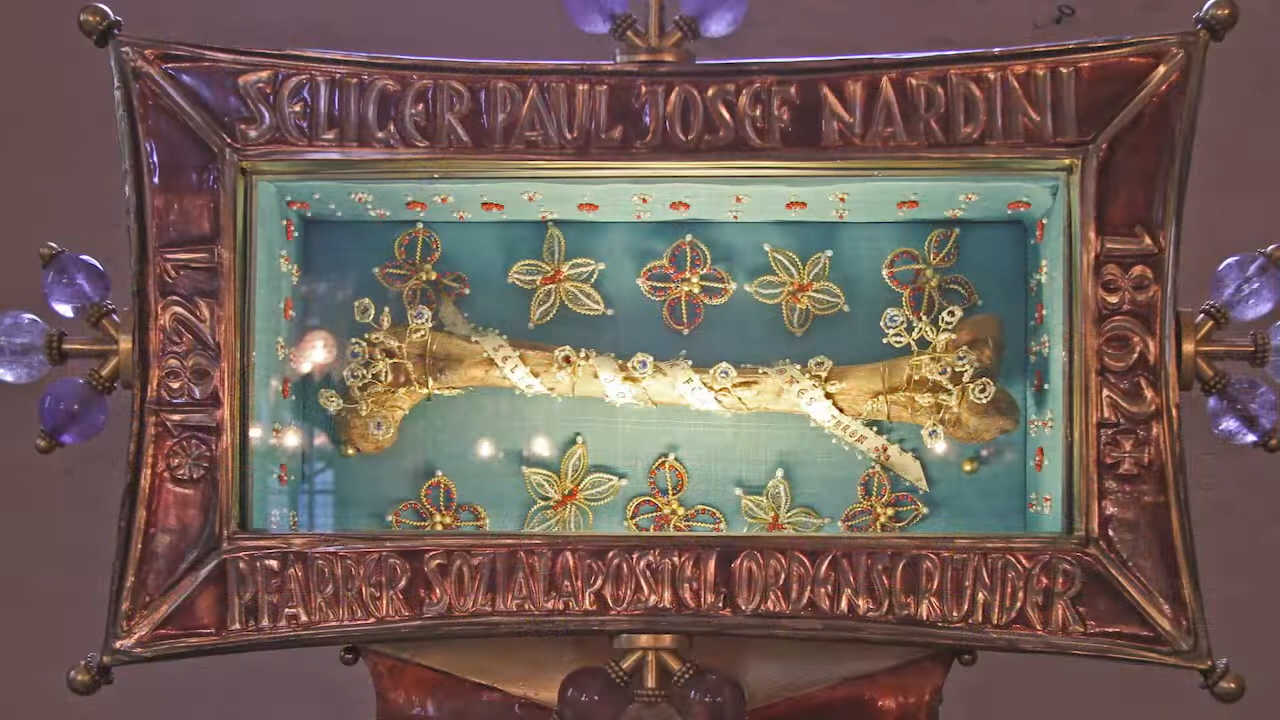 SELIGER PAUL JOSEF NARDINI
1821
1862
PFARRER SOZIALAPOSTEL ORDENSGRÜNDER